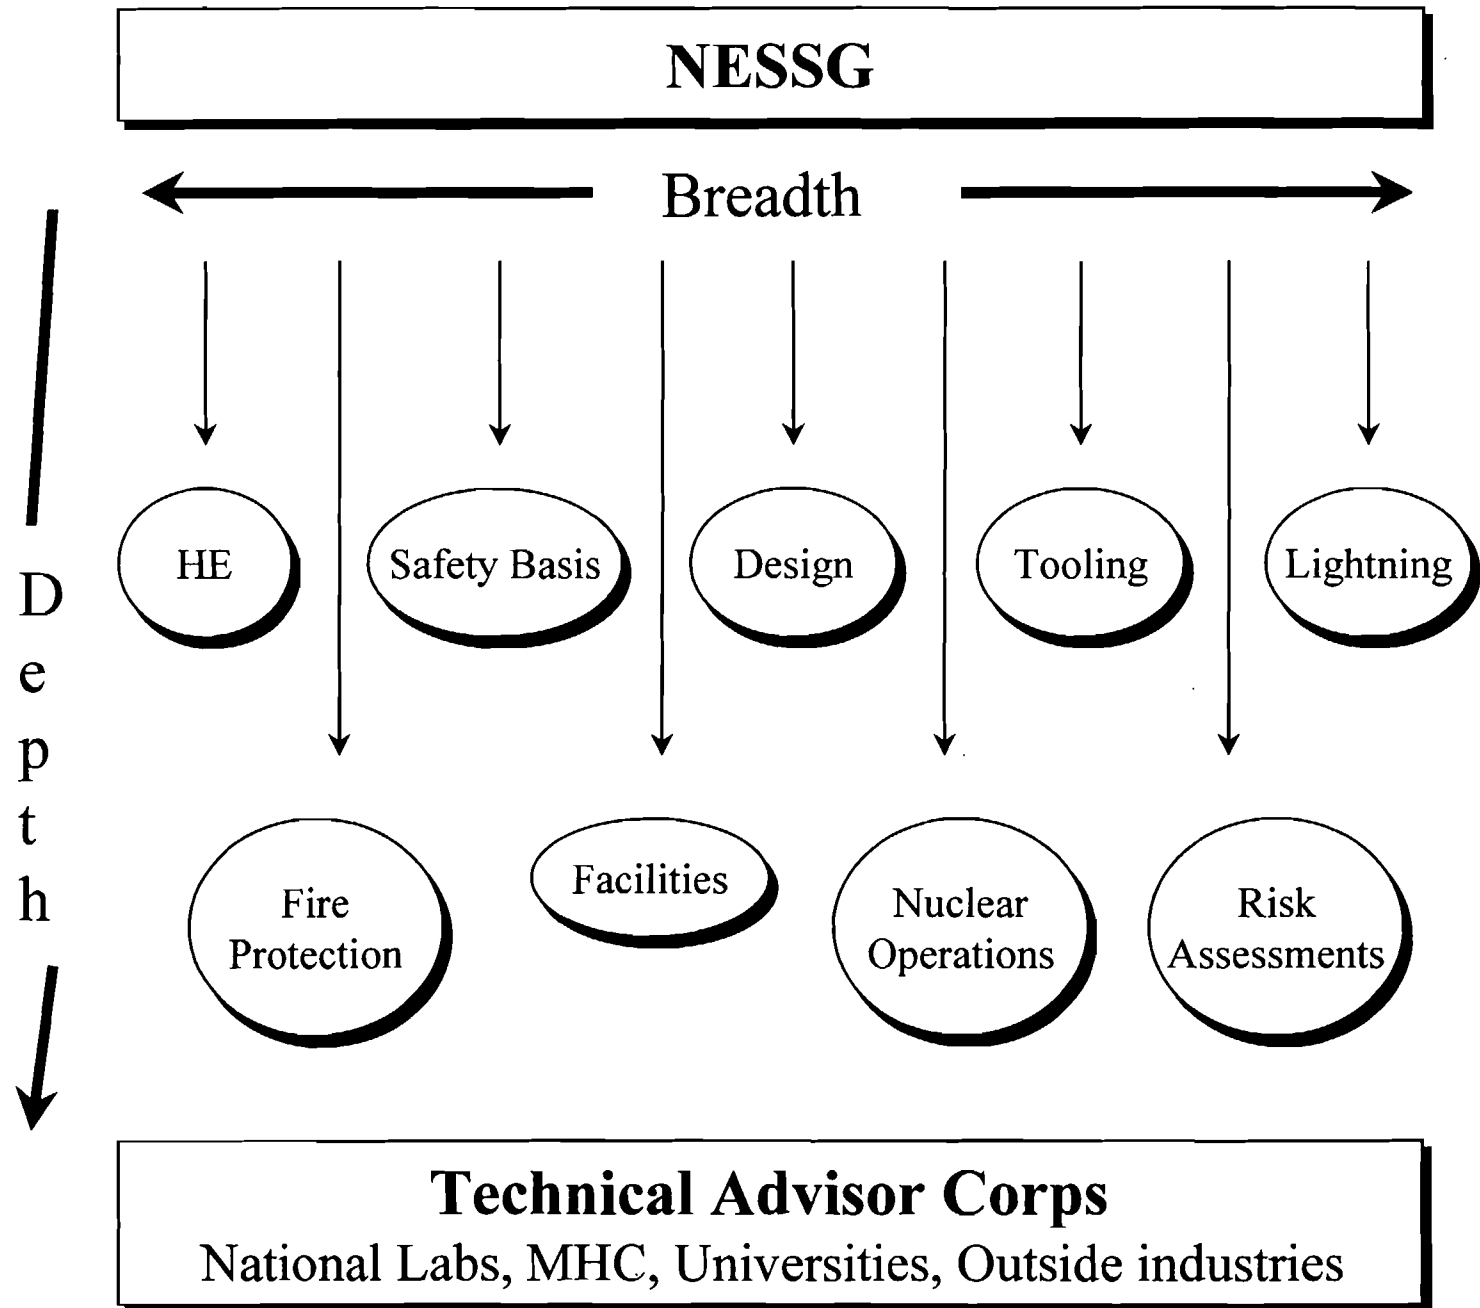 NESSG
Breadth
Depth
HE
Safety Basis
Design
Tooling
Lightning
Fire
Protection
Facilities
Nuclear
Operations
Risk
Assessments
Technical Advisor Corps
National Labs, MHC, Universities, Outside industries